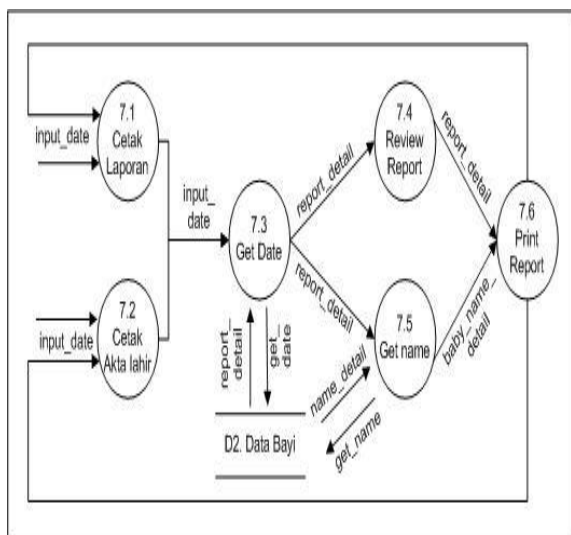 7.1
Cetak
Laporan
input_date
7.2
Cetak
Akta lahir
input_date
input_
date
7.3
Get Date
report_
detail
get_
date
D2. Data Bayi
report_detail
report_detail
7.4
Review
Report
7.5
Get name
name_detail
get_name
report_detail
baby_name_
detail
7.6
Print
Report